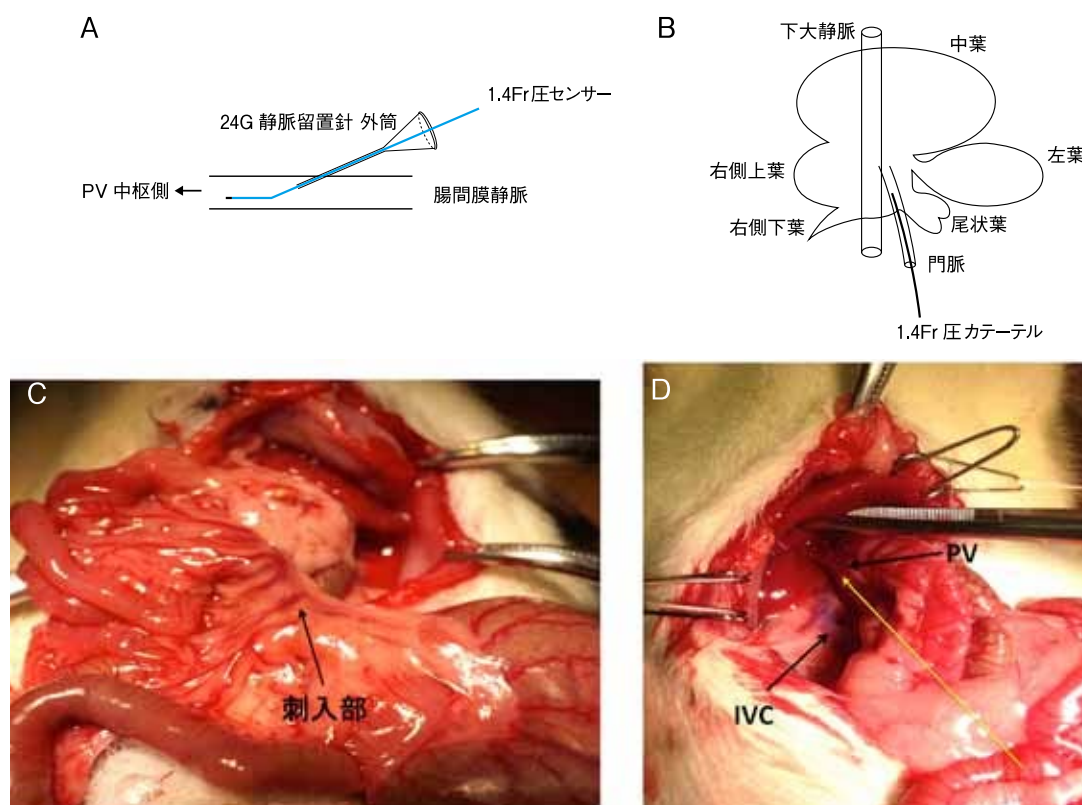 A
1.4Fr圧センサー
24G 静脈留置針 外筒
PV 中枢側
腸間膜静脈
B
下大静脈
中葉
左葉
右側上葉
右側下葉
尾状葉
門脈
1.4Fr 圧 カテーテル
C
刺入部
D
PV
IVC